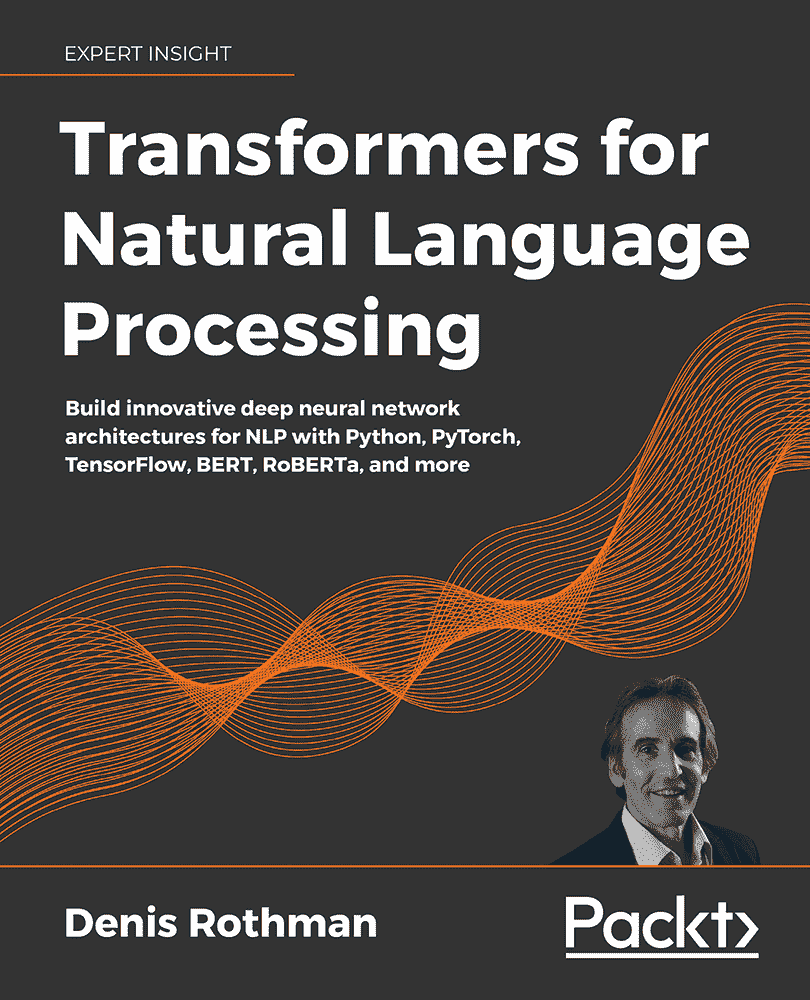 EXPERT INSIGHT
Transformers for
Natural Language
Processing
Build innovative deep neural network
architectures for NLP with Python, PyTorch,
TensorFlow, BERT, RoBERTa, and more
Denis Rothman
Packt>